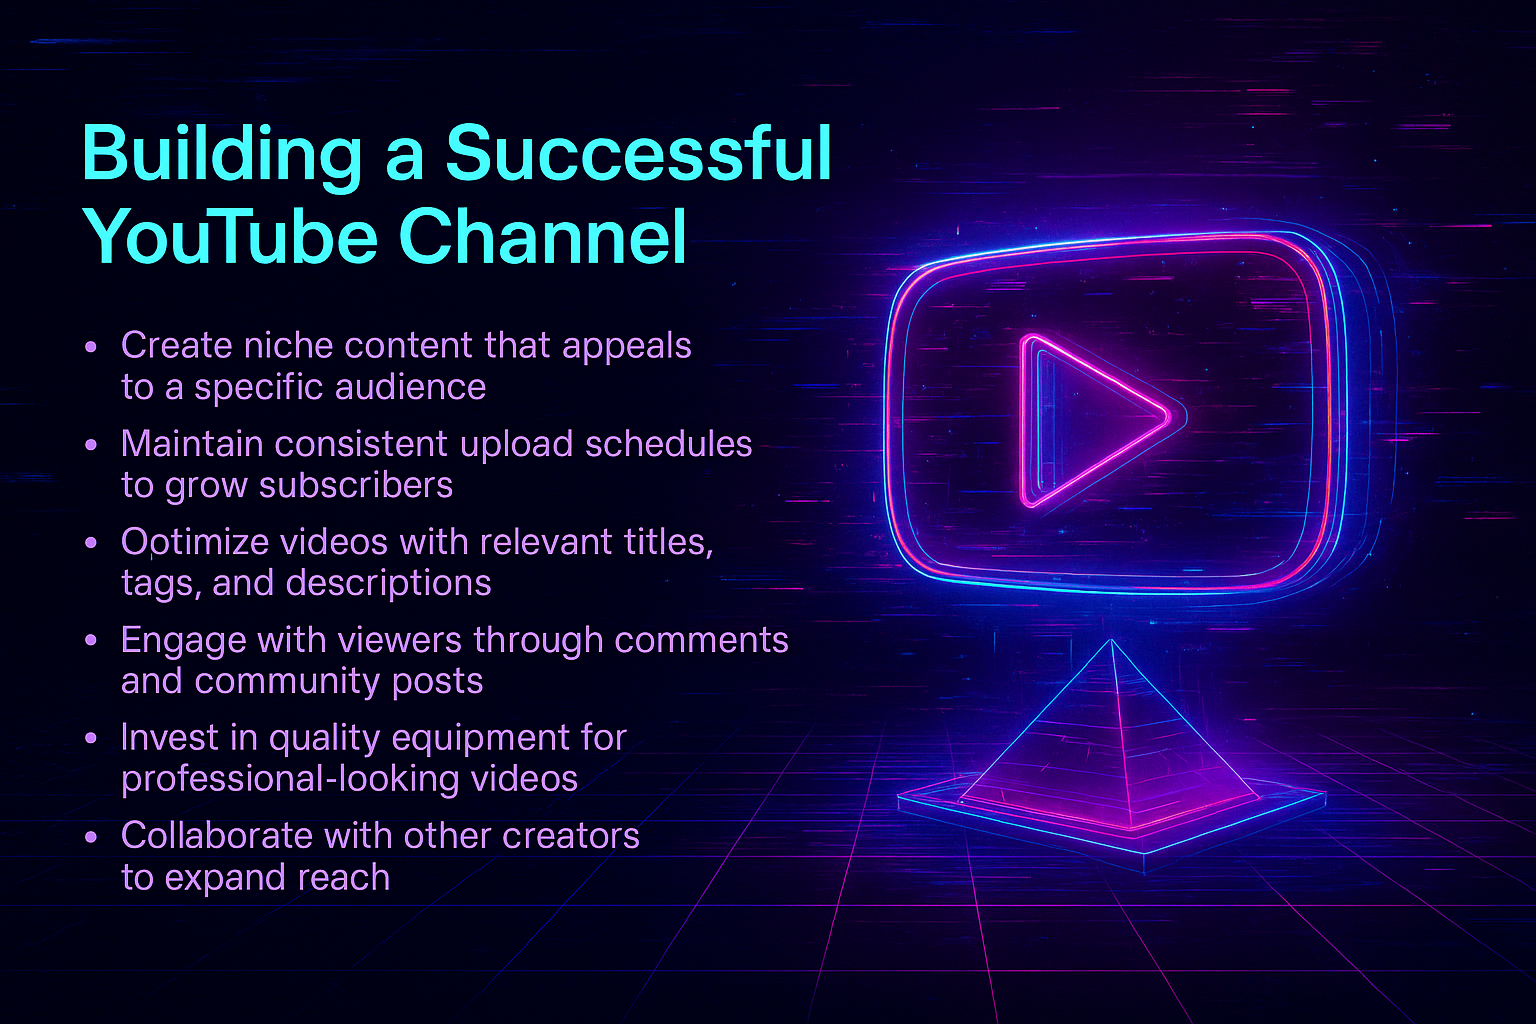 Building a Successful
YouTube Channel
• Create niche content that appeals
to a specific audience
• Maintain consistent upload schedules
to grow subscribers
• Optimize videos with relevant titles,
tags, and descriptions
• Engage with viewers through comments
and community posts
• Invest in quality equipment for
professional-looking videos
• Collaborate with other creators
to expand reach